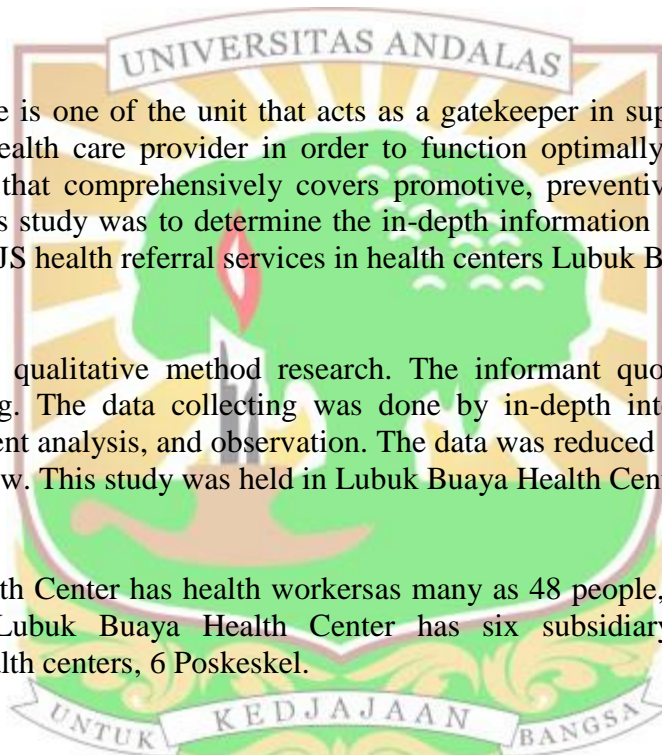 UNIVERSITAS ANDALAS
e is one of the unit that acts as a gatekeeper in sup
ealth care provider in order to function optimally
that comprehensively covers promotive, preventiv
s study was to determine the in-depth information
JS health referral services in health centers Lubuk B
qualitative method research. The informant quo
g. The data collecting was done by in-depth int
ent analysis, and observation. The data was reduced
w. This study was held in Lubuk Buaya Health Cent
th Center has health workersas many as 48 people,
Lubuk Buaya Health Center has six subsidiary
alth centers, 6 Poskeskel.
UNTUK KEDJAJAAN BANGSA